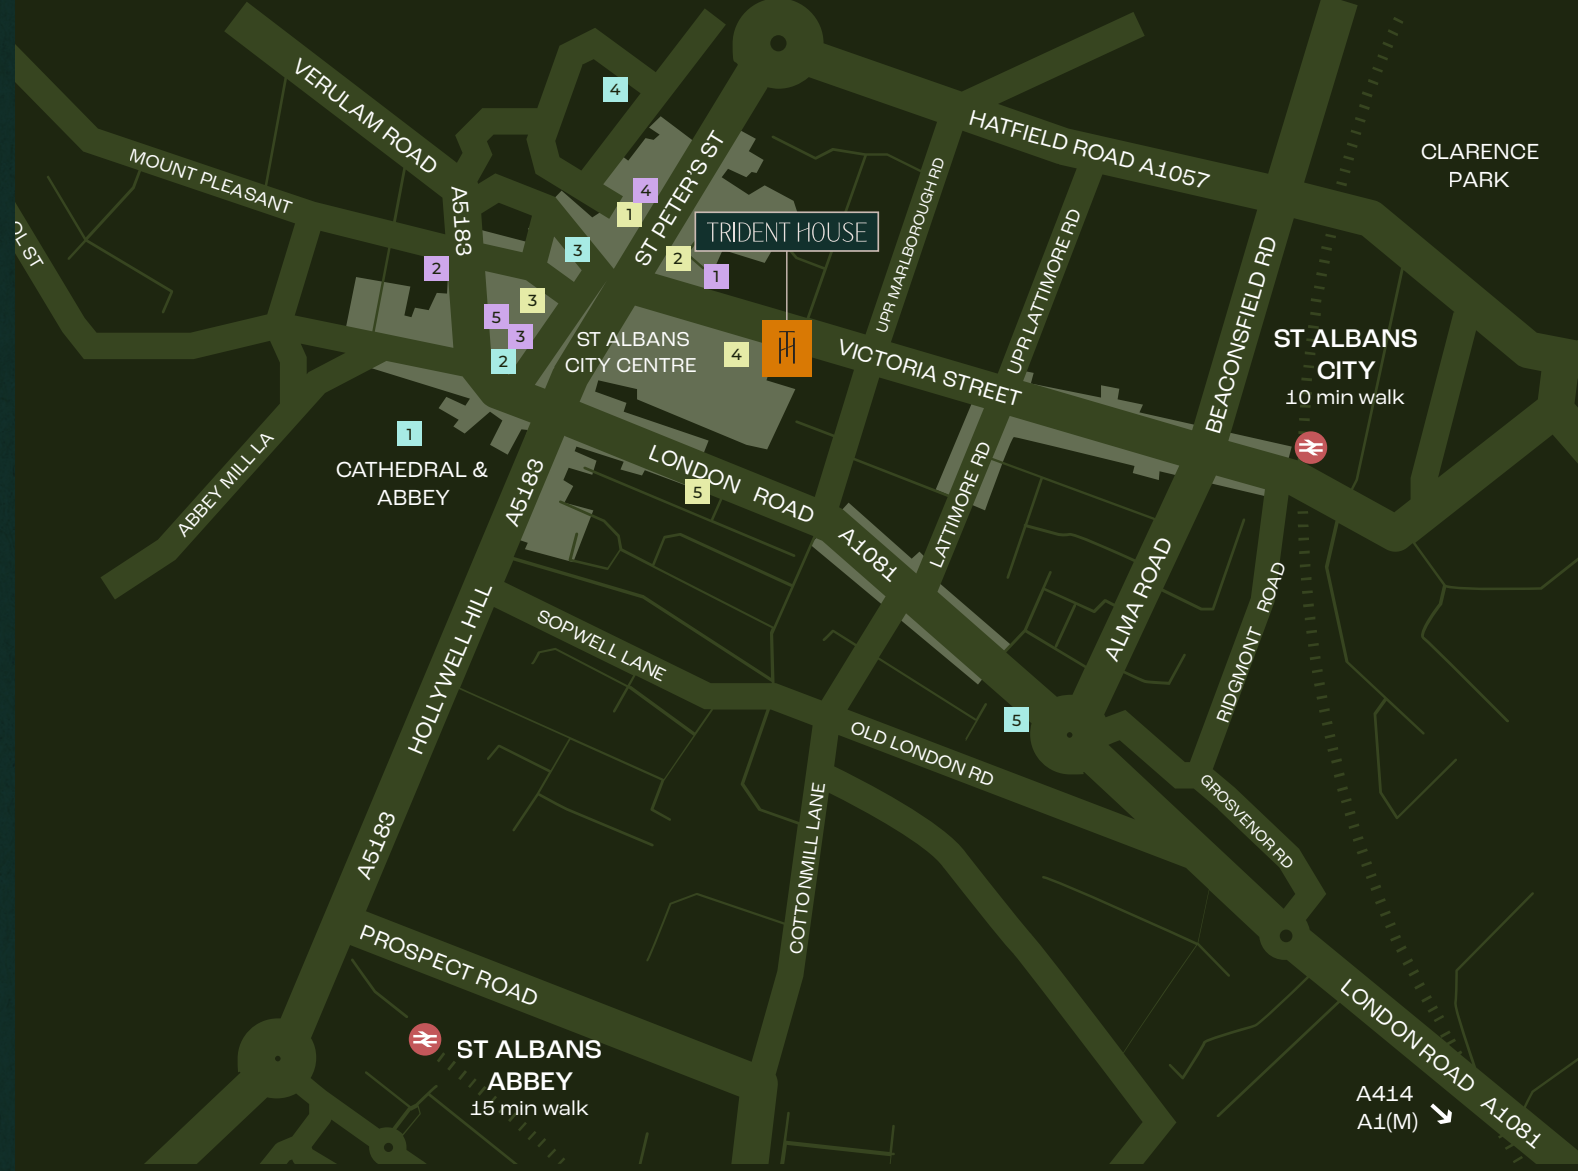 4
VERULAM ROAD
HATFIELD ROAD A1057
CLARENCE
PARK
MOUNT PLEASANT
A5183
ST PETER'S ST
UPR MARLBOROUGH RD
UPR LATTIMORE RD
BEACONSFIELD RD
4
1
TRIDENT HOUSE
OL ST
3
2
2
1
3
5
3
2
ST ALBANS
CITY CENTRE
4
TH
VICTORIA STREET
ST ALBANS
CITY
10 min walk
1
CATHEDRAL &
ABBEY
ABBEY MILL LA
A5183
LONDON ROAD
5
A1081
LATTIMORE RD
ALMA ROAD
RIDGMONT ROAD
HOLLYWELL HILL
SOPWELL LANE
5
OLD LONDON RD
GROSVENOR RD
COTTONMILL LANE
A5183
PROSPECT ROAD
ST ALBANS
ABBEY
15 min walk
LONDON ROAD A1081
A414
A1(M)